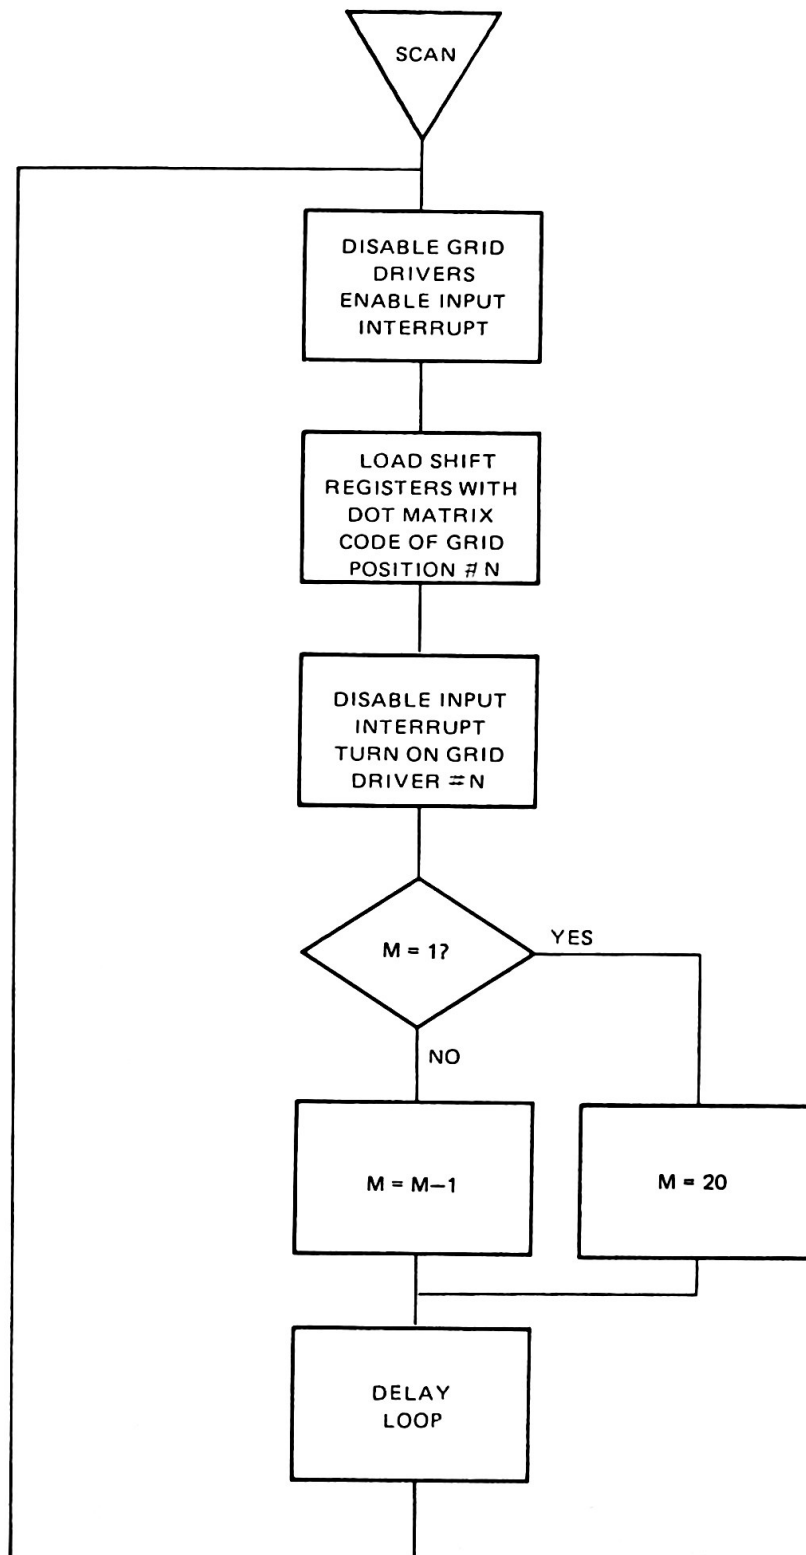 SCAN
DISABLE GRID
DRIVERS
ENABLE INPUT
INTERRUPT
LOAD SHIFT
REGISTERS WITH
DOT MATRIX
CODE OF GRID
POSITION # N
DISABLE INPUT
INTERRUPT
TURN ON GRID
DRIVER #N
M = 1?
YES
NO
M = M–1
M = 20
DELAY
LOOP